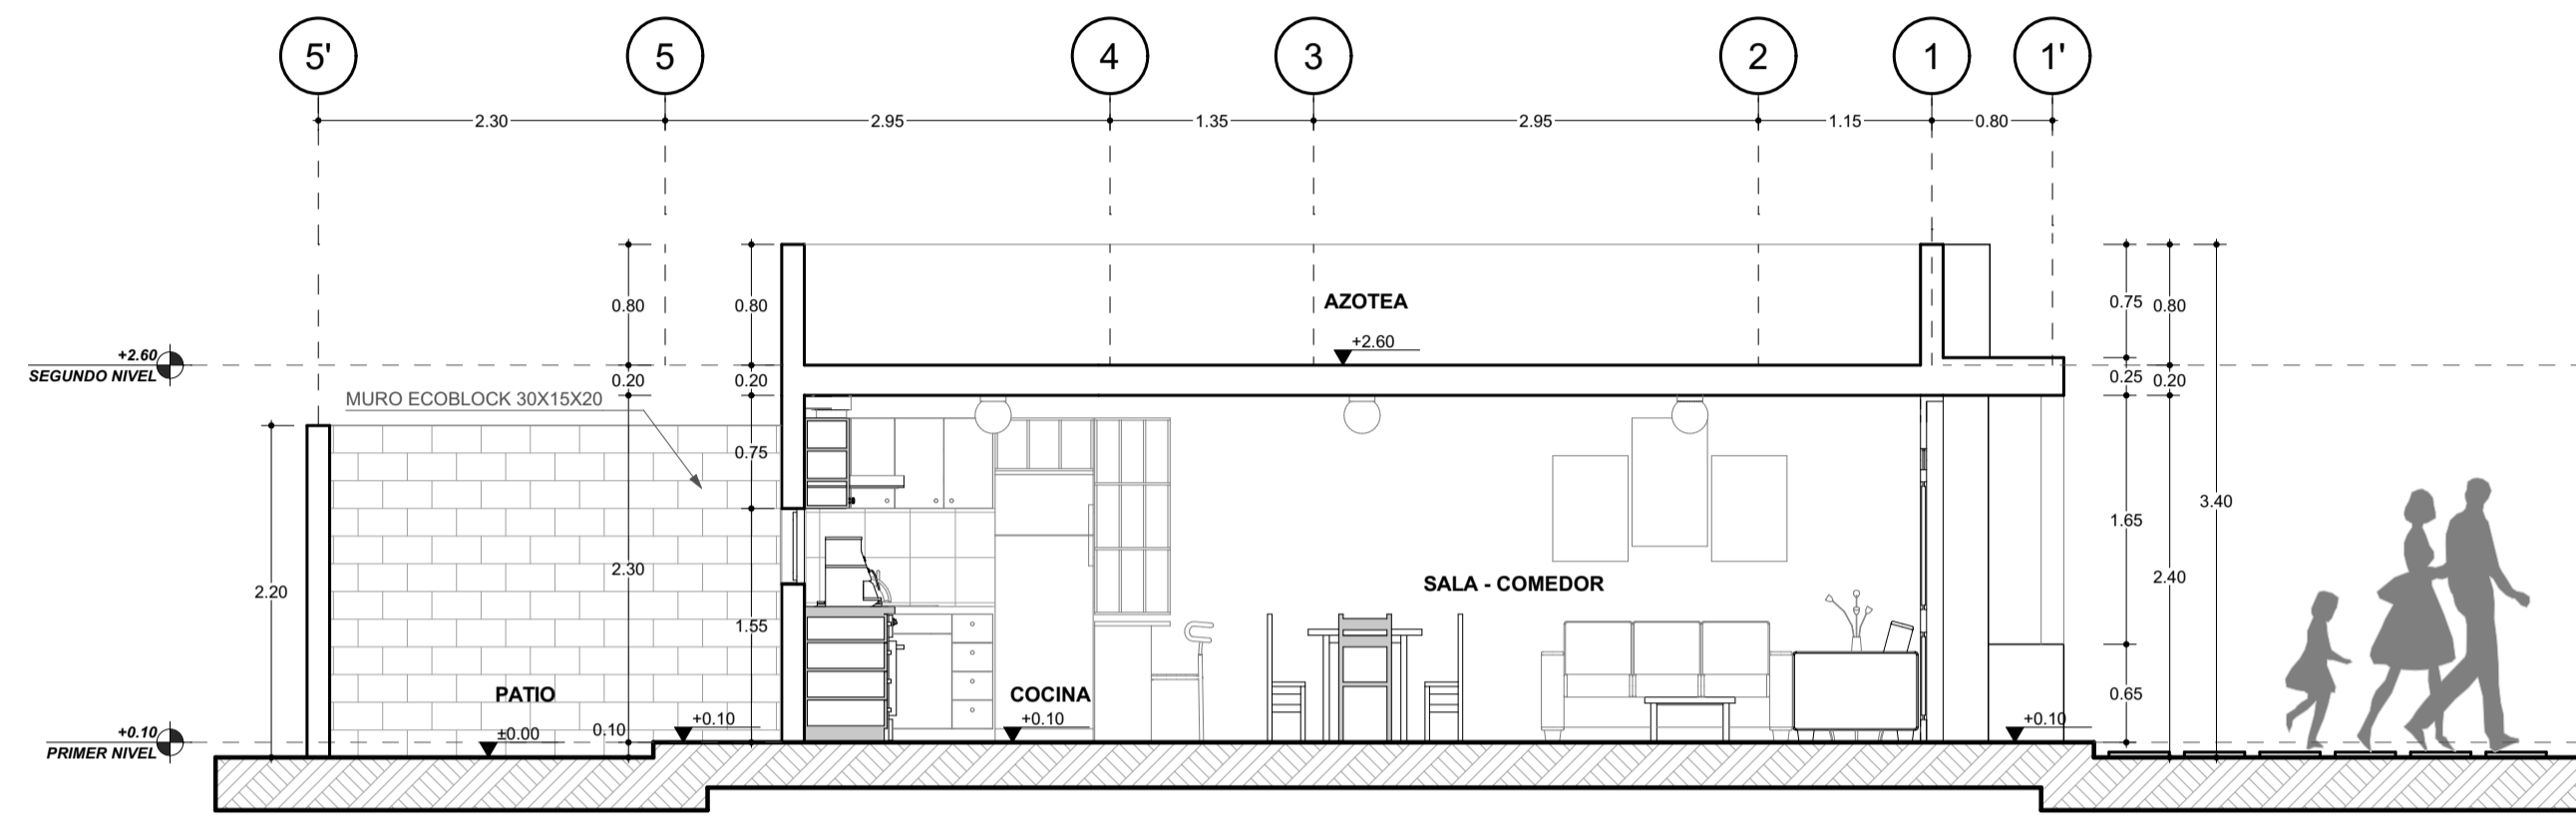 5' 5 4 3 2 1 1'
2.30 2.95 1.35 2.95 1.15 0.80
0.80 0.80 AZOTEA 0.75 0.80
+2.60 +2.60
SEGUNDO NIVEL 0.20 0.20 0.25 0.20
MURO ECOBLOCK 30X15X20
0.75
3.40
1.65
2.20 2.30 SALA - COMEDOR 2.40
1.55
PATIO COCINA 0.65
+0.10 ±0.00 0.10 +0.10 +0.10 +0.10
PRIMER NIVEL